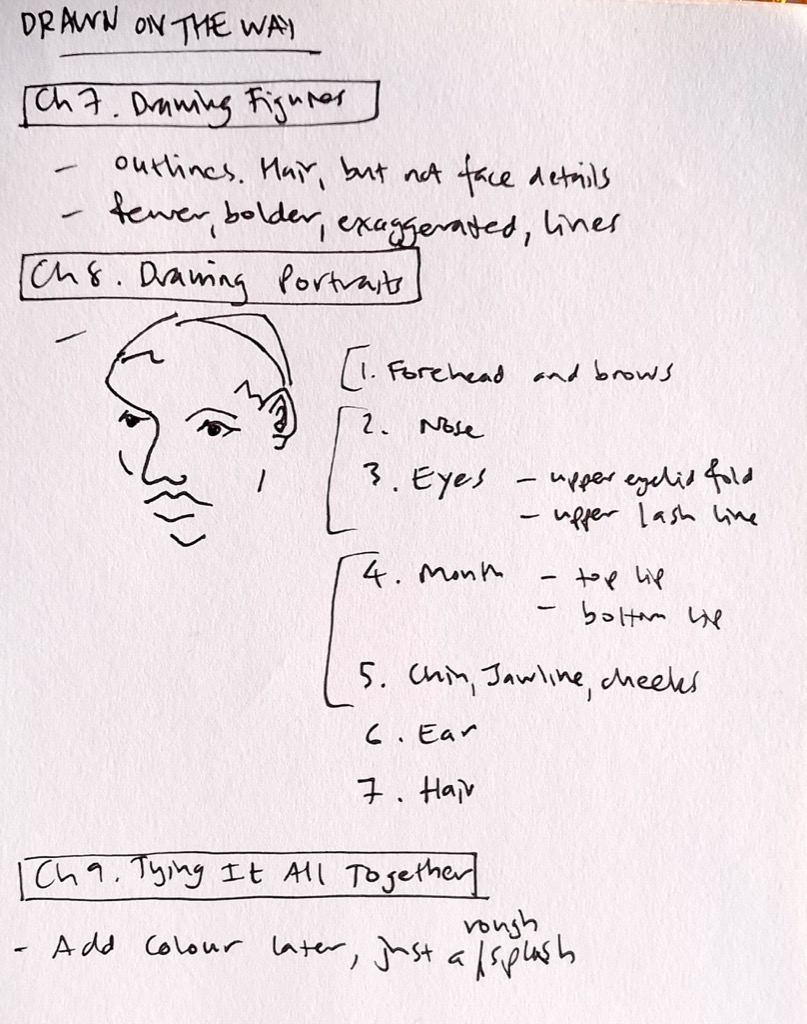 DRAWN ON THE WAY
Ch 7. Drawing Figures
- outlines. Hair, but not face details
- fewer, bolder, exaggerated, lines
Ch 8. Drawing Portraits
-
1. Forehead and brows
2. Nose
3. Eyes - upper eyelid fold
- upper lash line
4. Mouth - top lip
- bottom lip
5. Chin, Jawline, cheeks
6. Ear
7. Hair
Ch 9. Tying It All Together
- Add colour later, just a rough splash